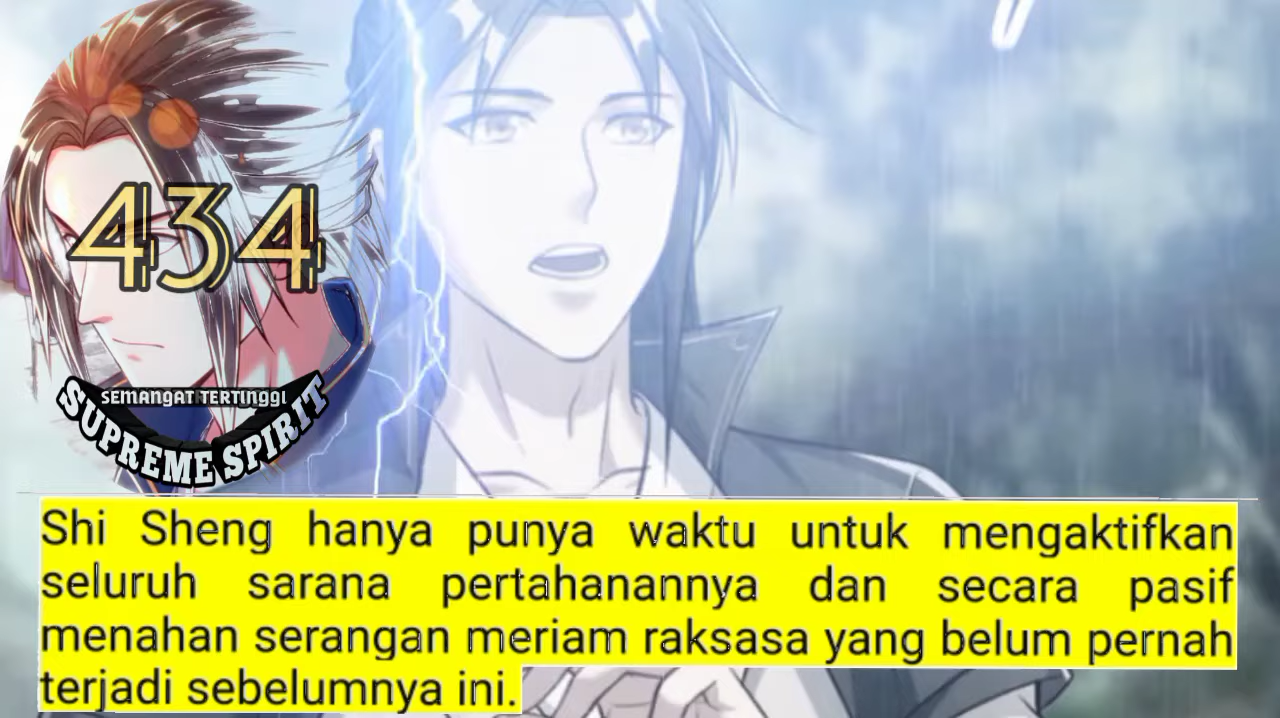 434
SEMANGAT TERTINGGI
SUPREME SPIRIT
Shi Sheng hanya punya waktu untuk mengaktifkan
seluruh sarana pertahanannya dan secara pasif
menahan serangan meriam raksasa yang belum pernah
terjadi sebelumnya ini.